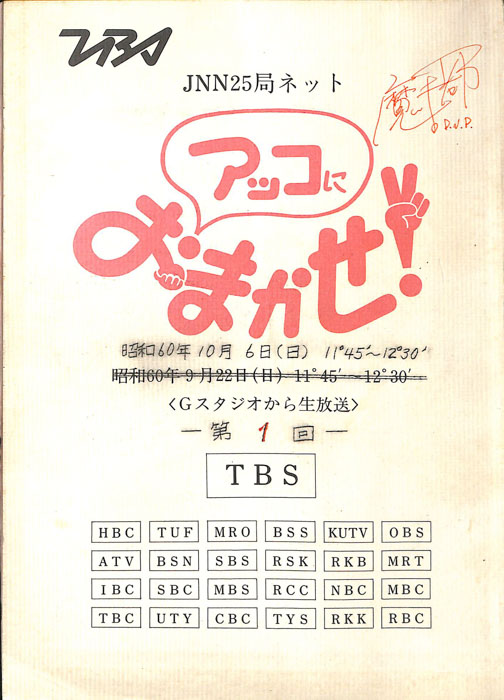 TBS
JNN25局ネット
D.V.P.
アッコに
おまかせ!
昭和60年10月6日(日) 11°45′~12°30′
昭和60年9月22日(日) 11°45′~12°30′
〈Gスタジオから生放送〉
―第1回―
TBS
HBC TUF MRO BSS KUTV OBS
ATV BSN SBS RSK RKB MRT
IBC SBC MBS RCC NBC MBC
TBC UTY CBC TYS RKK RBC